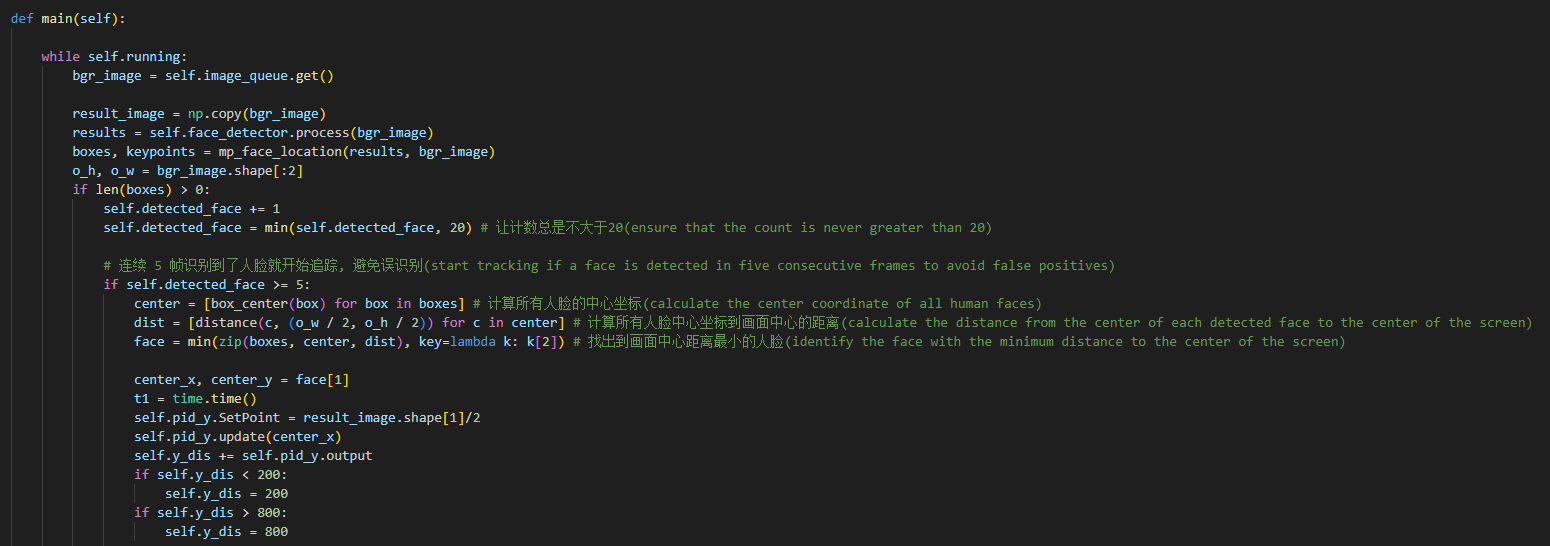 def main(self):
while self.running:
bgr_image = self.image_queue.get()
result_image = np.copy(bgr_image)
results = self.face_detector.process(bgr_image)
boxes, keypoints = mp_face_location(results, bgr_image)
o_h, o_w = bgr_image.shape[:2]
if len(boxes) > 0:
self.detected_face += 1
self.detected_face = min(self.detected_face, 20) # 让计数总是不大于20(ensure that the count is never greater than 20)
# 连续 5 帧识别到了人脸就开始追踪, 避免误识别(start tracking if a face is detected in five consecutive frames to avoid false positives)
if self.detected_face >= 5:
center = [box_center(box) for box in boxes] # 计算所有人脸的中心坐标(calculate the center coordinate of all human faces)
dist = [distance(c, (o_w / 2, o_h / 2)) for c in center] # 计算所有人脸中心坐标到画面中心的距离(calculate the distance from the center of each detected face to the center of the screen)
face = min(zip(boxes, center, dist), key=lambda k: k[2]) # 找出到画面中心距离最小的人脸(identify the face with the minimum distance to the center of the screen)
center_x, center_y = face[1]
t1 = time.time()
self.pid_y.SetPoint = result_image.shape[1]/2
self.pid_y.update(center_x)
self.y_dis += self.pid_y.output
if self.y_dis < 200:
self.y_dis = 200
if self.y_dis > 800:
self.y_dis = 800